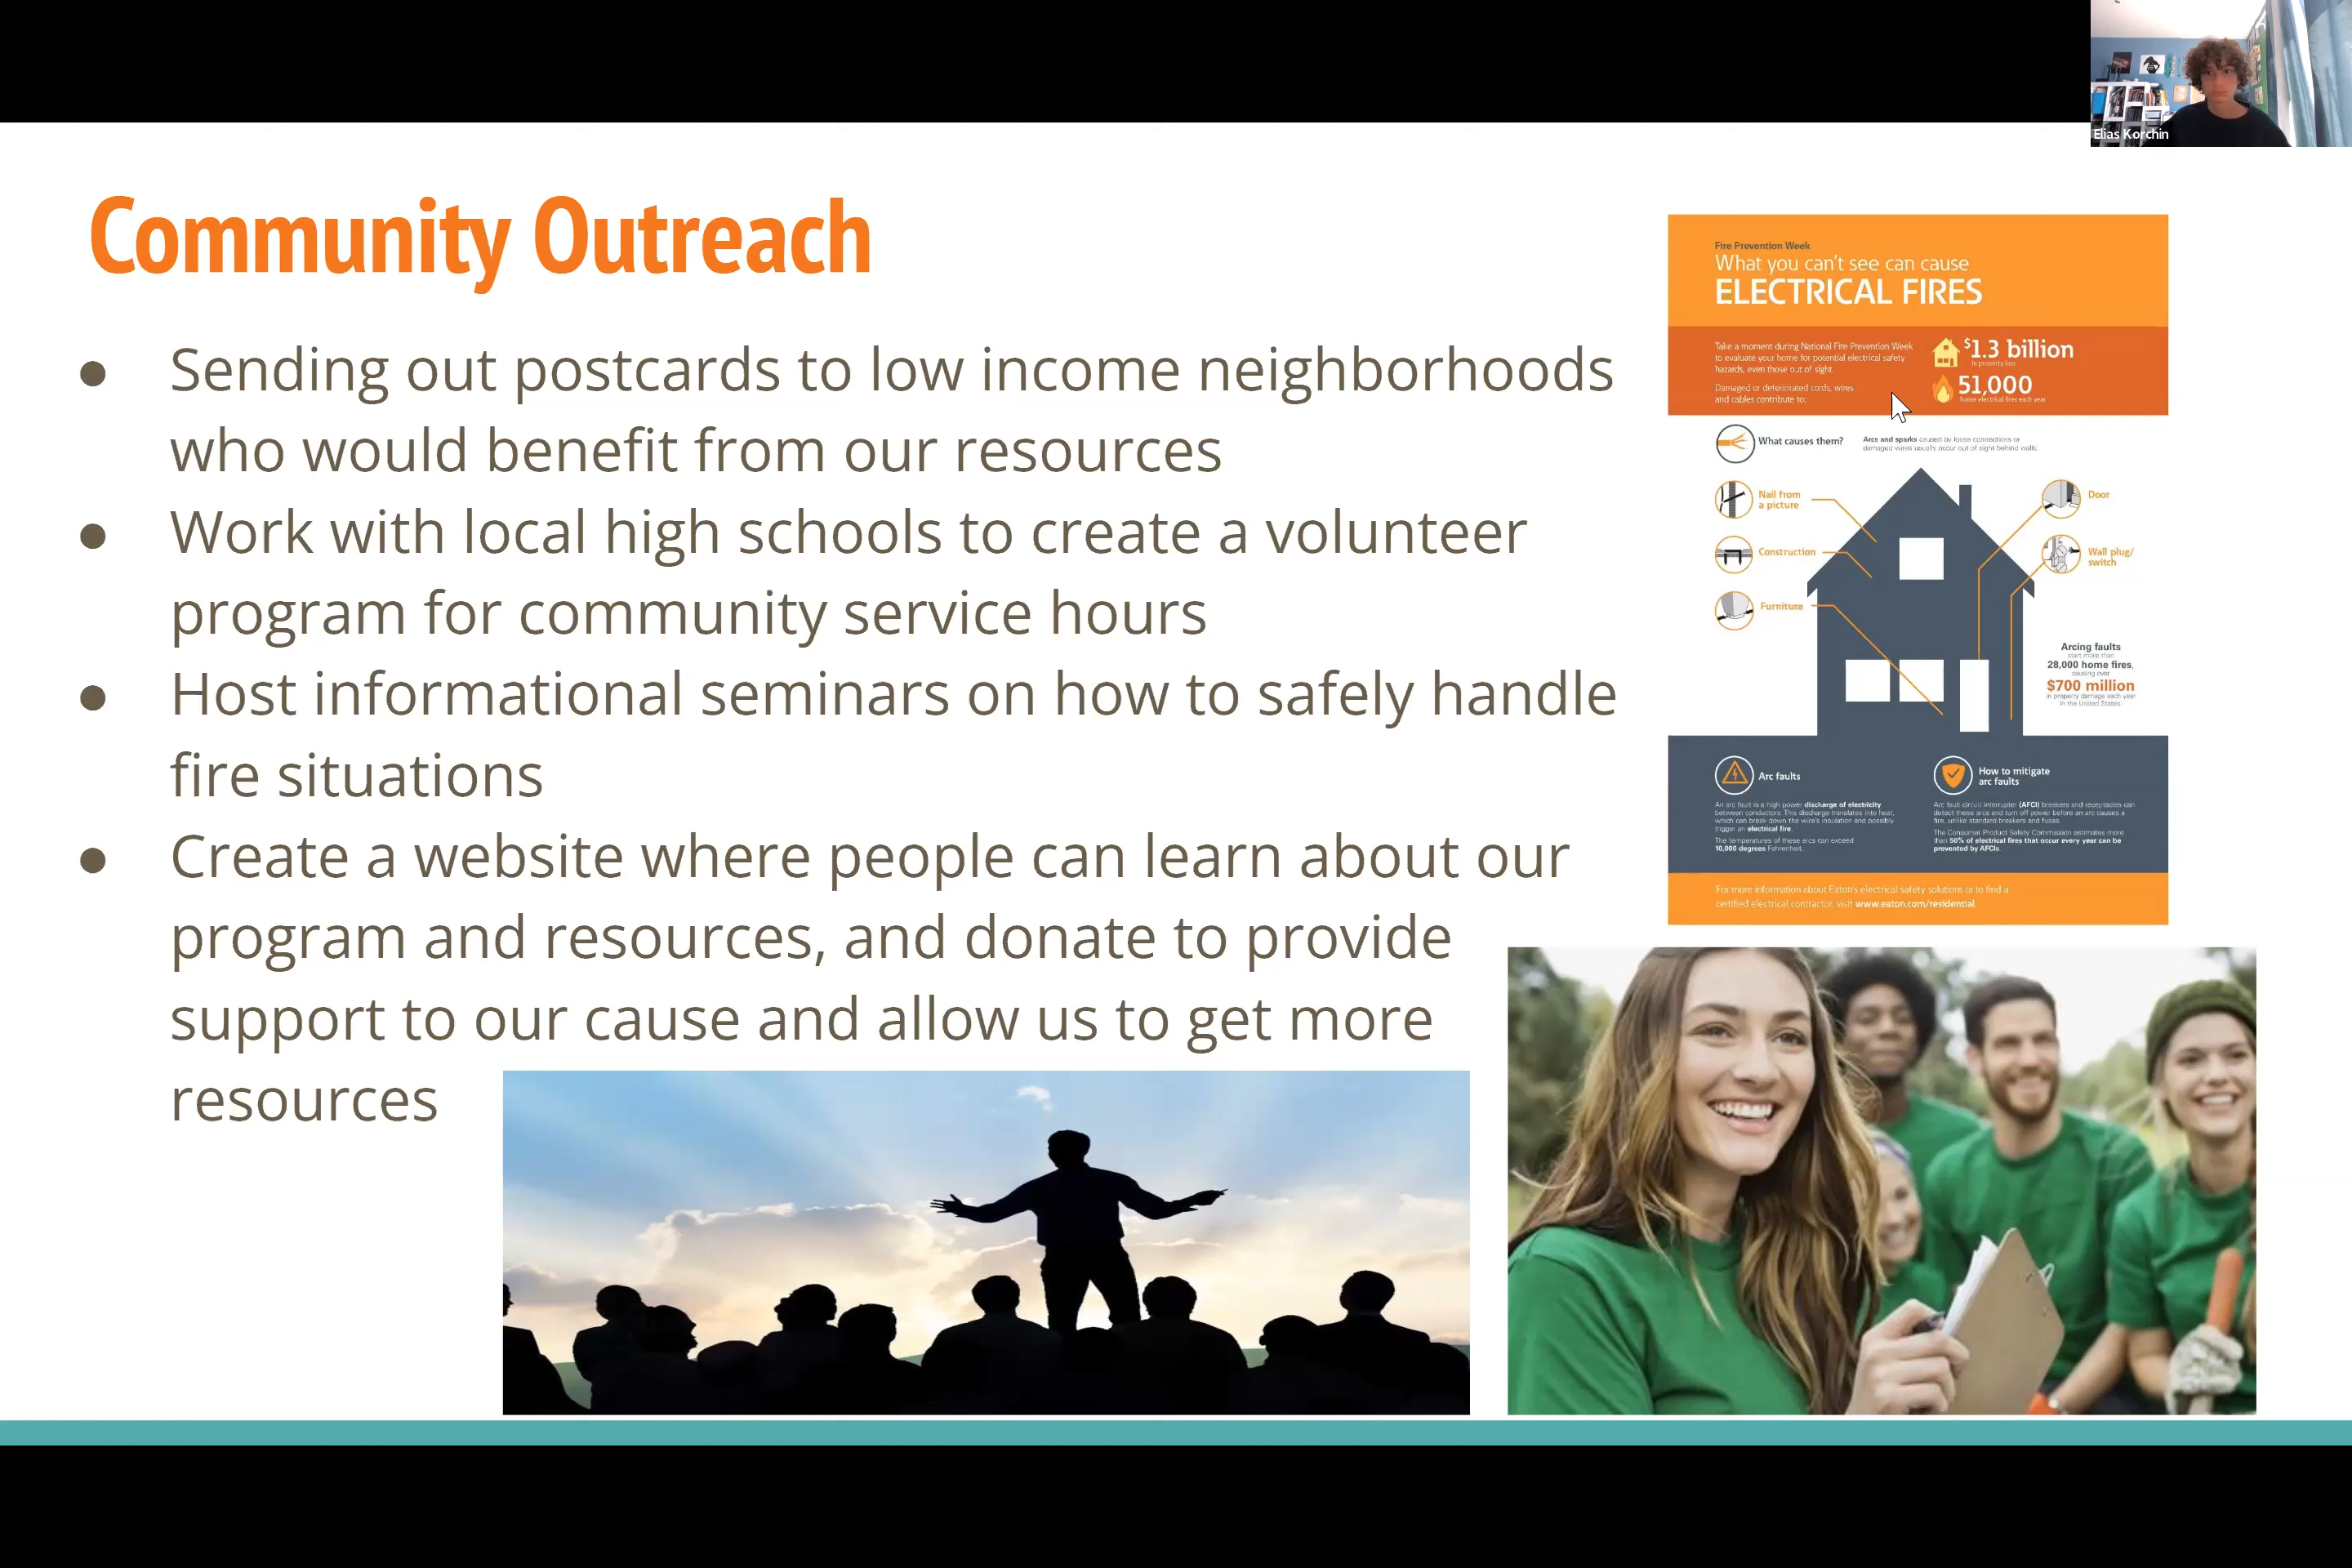 Elias Korchin
Community Outreach
● Sending out postcards to low income neighborhoods
who would benefit from our resources
● Work with local high schools to create a volunteer
program for community service hours
● Host informational seminars on how to safely handle
fire situations
● Create a website where people can learn about our
program and resources, and donate to provide
support to our cause and allow us to get more
resources
Fire Prevention Week
What you can't see can cause
ELECTRICAL FIRES
Take a moment during National Fire Prevention Week
to evaluate your home for potential electrical safety
hazards, even those out of sight.
Damaged or deteriorated cords, wires
and cables contribute to:
$1.3 billion
in property loss
51,000
home electrical fires each year
What causes them?
Arcs and sparks caused by loose connections or
damaged wires usually occur out of sight behind walls.
Nail from
a picture
Construction
Furniture
Door
Wall plug/
switch
Arcing faults
start more than
28,000 home fires,
causing over
$700 million
in property damage each year
in the United States
Arc faults
An arc fault is a high power discharge of electricity
between conductors. This discharge translates into heat,
which can break down the wire's insulation and possibly
trigger an electrical fire.
The temperatures of these arcs can exceed
10,000 degrees Fahrenheit.
How to mitigate
arc faults
Arc fault circuit interrupter (AFCI) breakers and receptacles can
detect these arcs and turn off power before an arc causes a
fire, unlike standard breakers and fuses.
The Consumer Product Safety Commission estimates more
than 50% of electrical fires that occur every year can be
prevented by AFCIs.
For more information about Eaton's electrical safety solutions or to find a
certified electrical contractor, visit www.eaton.com/residential.